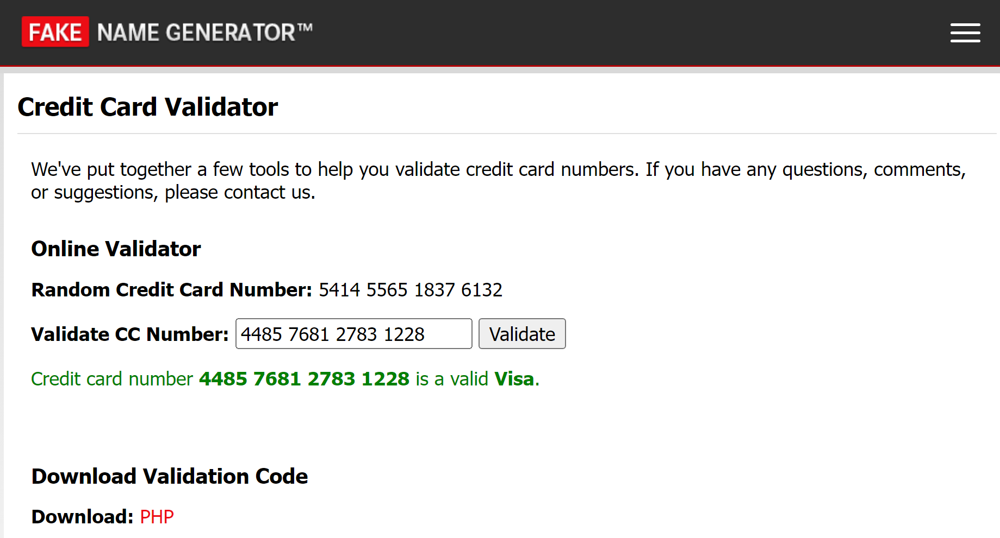 FAKE NAME GENERATOR™
Credit Card Validator
We've put together a few tools to help you validate credit card numbers. If you have any questions, comments,
or suggestions, please contact us.
Online Validator
Random Credit Card Number: 5414 5565 1837 6132
Validate CC Number: 4485 7681 2783 1228 Validate
Credit card number 4485 7681 2783 1228 is a valid Visa.
Download Validation Code
Download: PHP